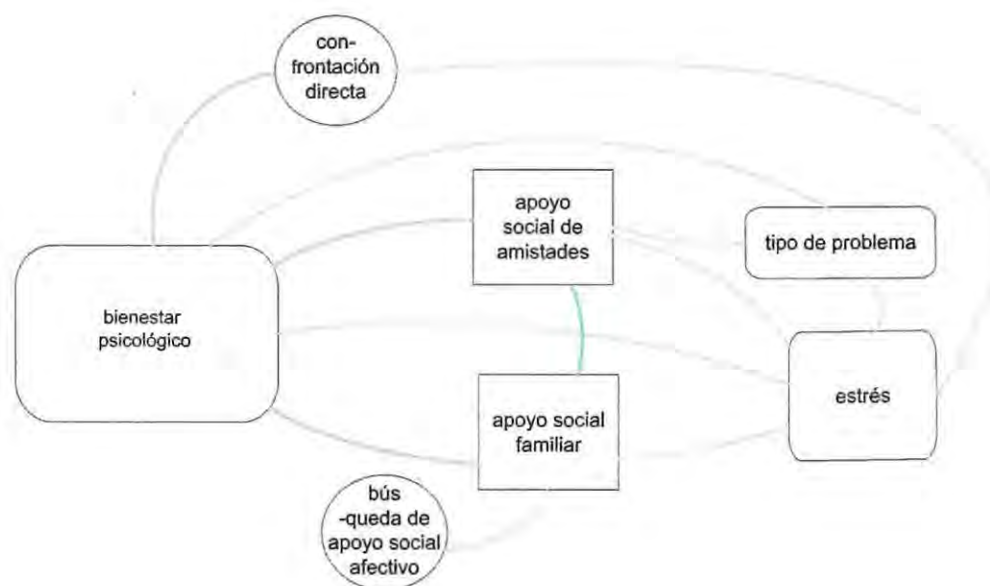 con-
frontación
directa
apoyo
social de
amistades
tipo de problema
bienestar
psicológico
estrés
apoyo social
familiar
bús
-queda de
apoyo social
afectivo